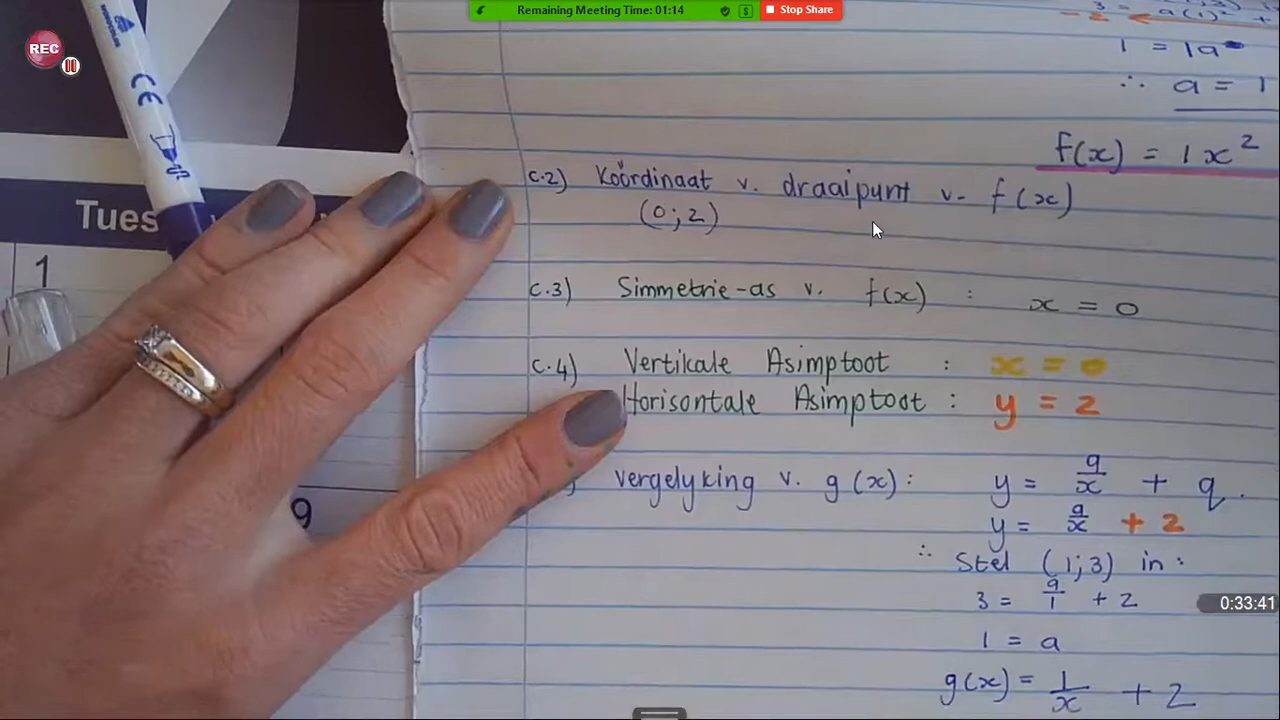 Remaining Meeting Time: 01:14 $ Stop Share
REC
CE
Tues
1
9
1 = 1a
∴ a = 1
f(x) = 1x²
c.2) Koördinaat v. draaipunt v. f(x)
(0;2)
c.3) Simmetrie-as v. f(x) : x = 0
c.4) Vertikale Asimptoot : x = 0
Horisontale Asimptoot : y = 2
vergelyking v. g(x): y = a/x + q.
y = a/x + 2
∴ Stel (1;3) in:
3 = a/1 + 2
1 = a
g(x) = 1/x + 2
0:33:41